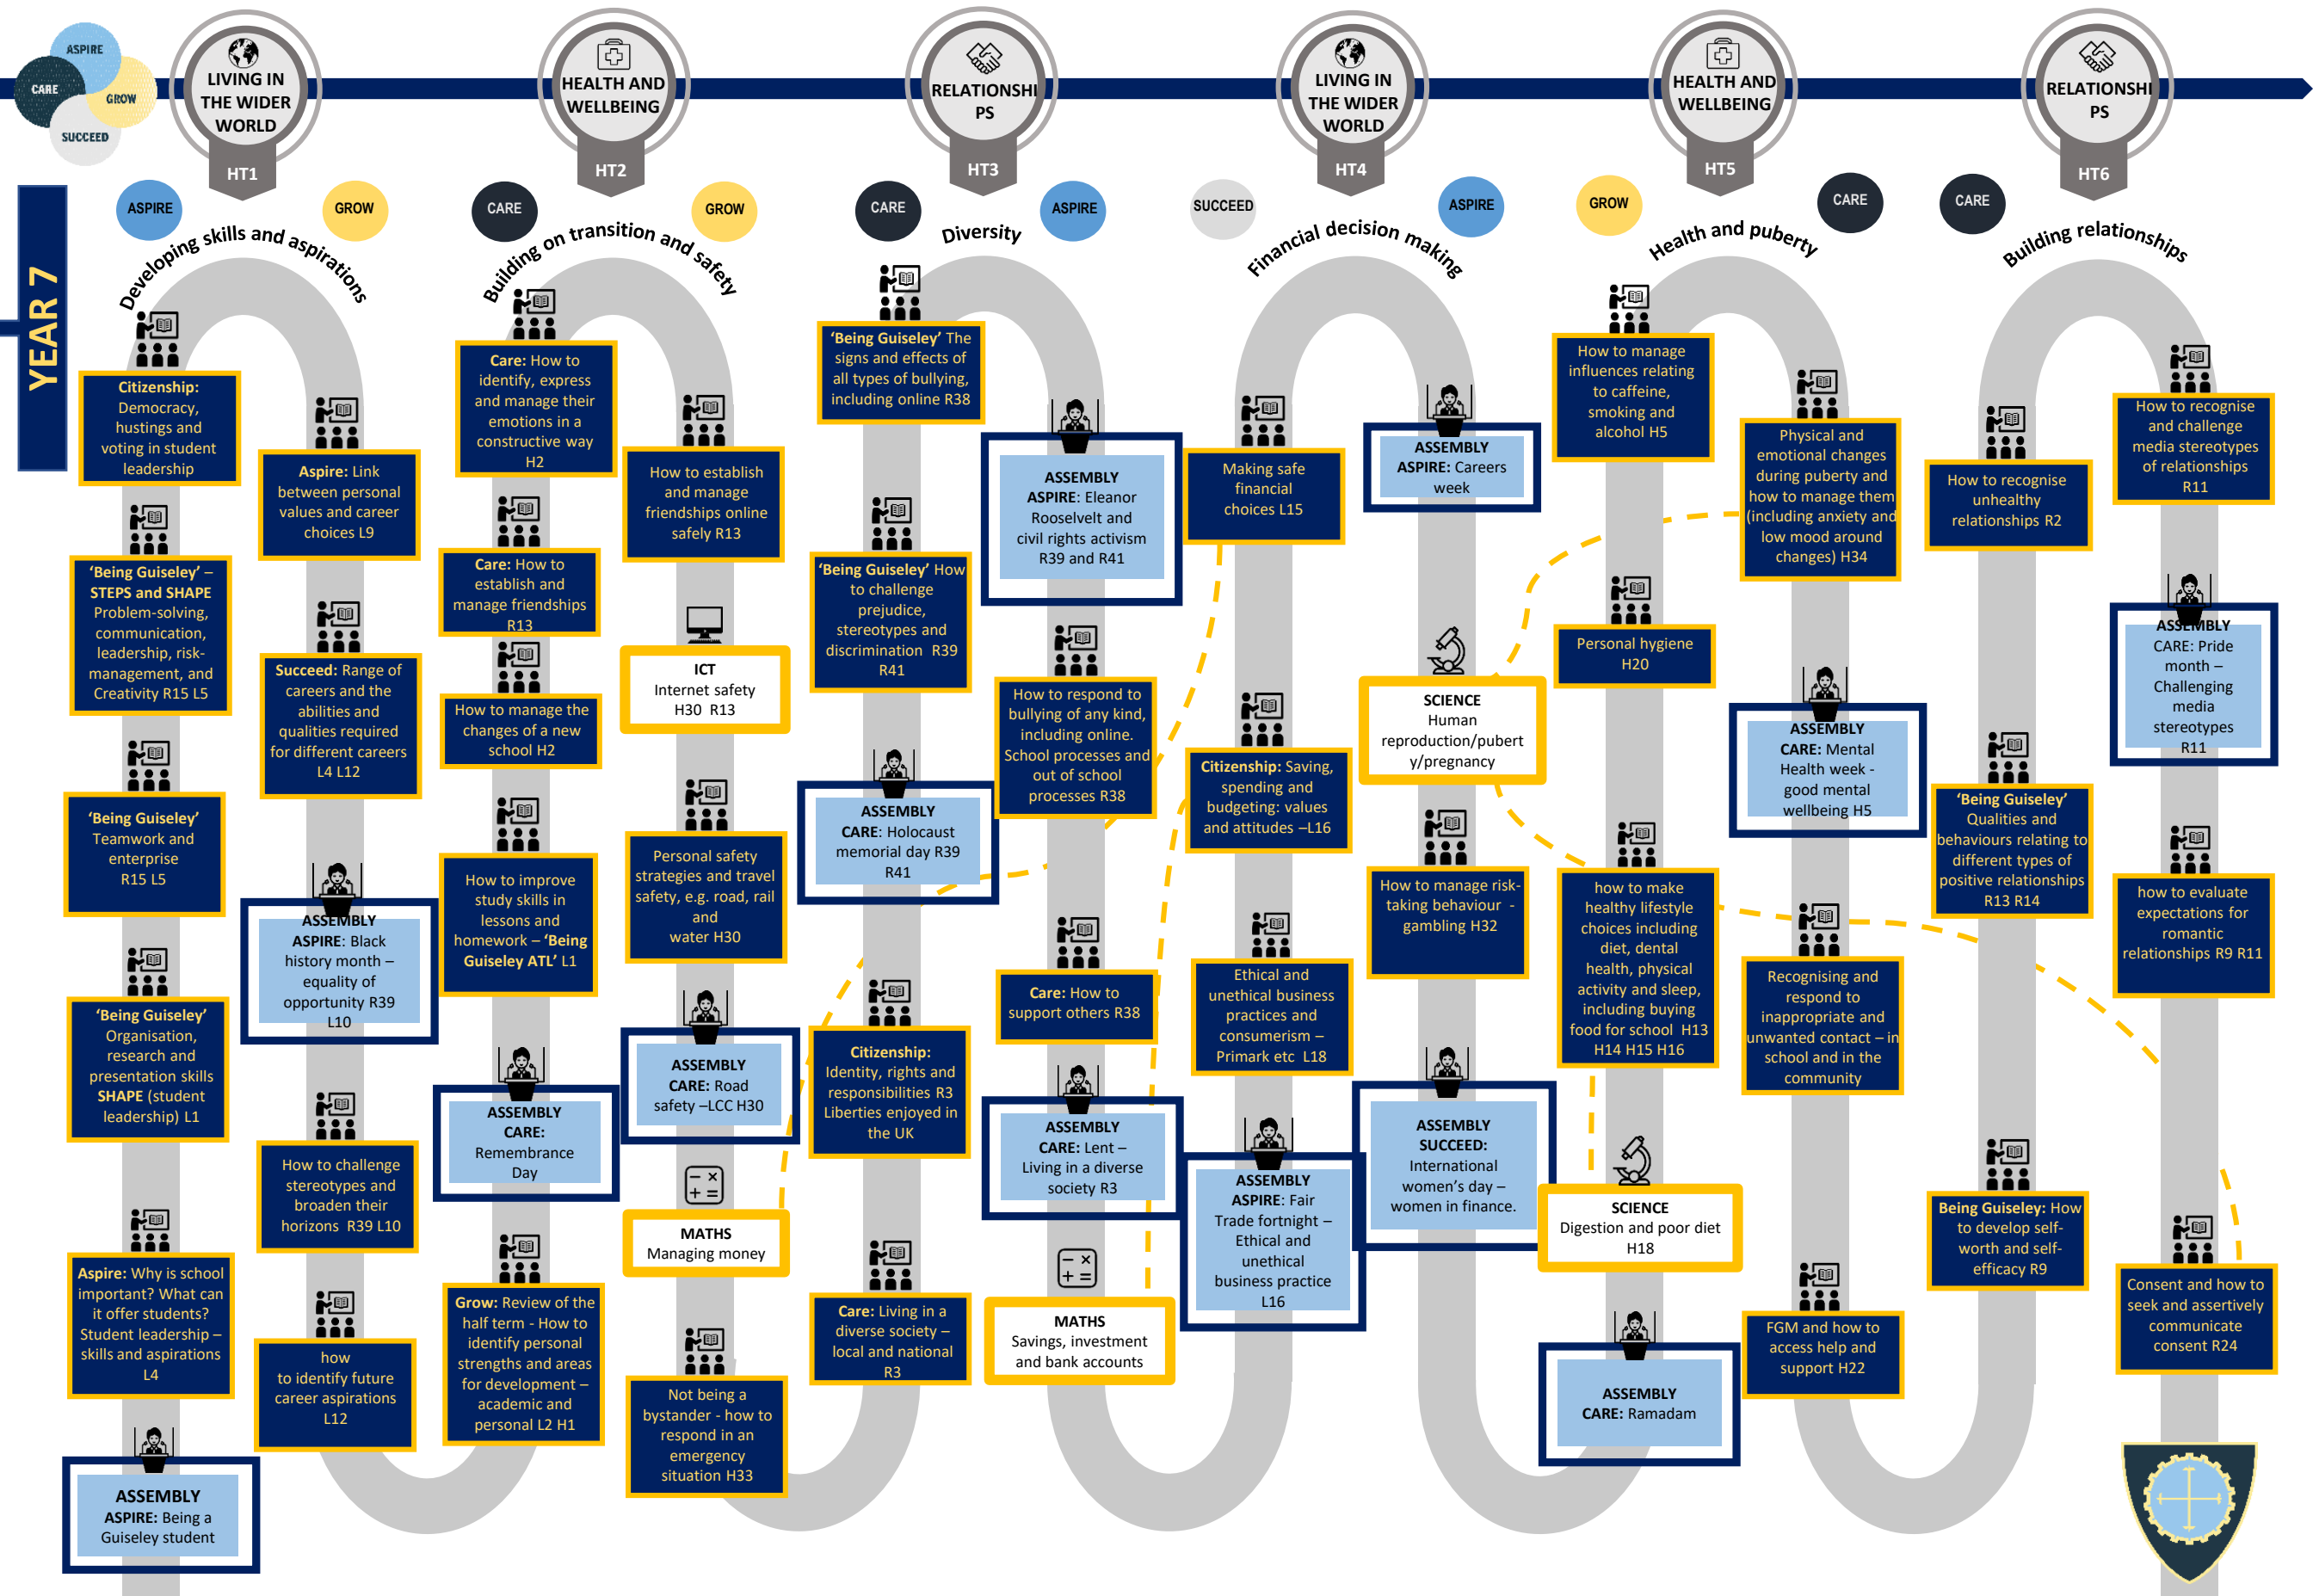 ASPIRE
CARE
GROW
SUCCEED
YEAR 7
LIVING IN
THE WIDER
WORLD
HT1
ASPIRE
GROW
Developing skills and aspirations
Citizenship:
Democracy,
hustings and
voting in student
leadership
‘Being Guiseley’ –
STEPS and SHAPE
Problem-solving,
communication,
leadership, risk-
management, and
Creativity R15 L5
‘Being Guiseley’
Teamwork and
enterprise
R15 L5
‘Being Guiseley’
Organisation,
research and
presentation skills
SHAPE (student
leadership) L1
Aspire: Why is school
important? What can
it offer students?
Student leadership –
skills and aspirations
L4
ASSEMBLY
ASPIRE: Being a
Guiseley student
Aspire: Link
between personal
values and career
choices L9
Succeed: Range of
careers and the
abilities and
qualities required
for different careers
L4 L12
ASSEMBLY
ASPIRE: Black
history month –
equality of
opportunity R39
L10
How to challenge
stereotypes and
broaden their
horizons R39 L10
how
to identify future
career aspirations
L12
HEALTH AND
WELLBEING
HT2
CARE
GROW
Building on transition and safety
Care: How to
identify, express
and manage their
emotions in a
constructive way
H2
Care: How to
establish and
manage friendships
R13
How to manage the
changes of a new
school H2
How to improve
study skills in
lessons and
homework – ‘Being
Guiseley ATL’ L1
ASSEMBLY
CARE:
Remembrance
Day
Grow: Review of the
half term - How to
identify personal
strengths and areas
for development –
academic and
personal L2 H1
How to establish
and manage
friendships online
safely R13
ICT
Internet safety
H30 R13
Personal safety
strategies and travel
safety, e.g. road, rail
and
water H30
ASSEMBLY
CARE: Road
safety –LCC H30
MATHS
Managing money
Not being a
bystander - how to
respond in an
emergency
situation H33
RELATIONSHI
PS
HT3
CARE
ASPIRE
Diversity
‘Being Guiseley’ The
signs and effects of
all types of bullying,
including online R38
‘Being Guiseley’ How
to challenge
prejudice,
stereotypes and
discrimination R39
R41
ASSEMBLY
CARE: Holocaust
memorial day R39
R41
Citizenship:
Identity, rights and
responsibilities R3
Liberties enjoyed in
the UK
Care: Living in a
diverse society –
local and national
R3
ASSEMBLY
ASPIRE: Eleanor
Rooselvelt and
civil rights activism
R39 and R41
How to respond to
bullying of any kind,
including online.
School processes and
out of school
processes R38
Care: How to
support others R38
ASSEMBLY
CARE: Lent –
Living in a diverse
society R3
MATHS
Savings, investment
and bank accounts
LIVING IN
THE WIDER
WORLD
HT4
SUCCEED
ASPIRE
Financial decision making
Making safe
financial
choices L15
Citizenship: Saving,
spending and
budgeting: values
and attitudes –L16
Ethical and
unethical business
practices and
consumerism –
Primark etc L18
ASSEMBLY
ASPIRE: Fair
Trade fortnight –
Ethical and
unethical
business practice
L16
ASSEMBLY
ASPIRE: Careers
week
SCIENCE
Human
reproduction/pubert
y/pregnancy
How to manage risk-
taking behaviour -
gambling H32
ASSEMBLY
SUCCEED:
International
women’s day –
women in finance.
HEALTH AND
WELLBEING
HT5
GROW
CARE
Health and puberty
How to manage
influences relating
to caffeine,
smoking and
alcohol H5
Personal hygiene
H20
how to make
healthy lifestyle
choices including
diet, dental
health, physical
activity and sleep,
including buying
food for school H13
H14 H15 H16
SCIENCE
Digestion and poor diet
H18
ASSEMBLY
CARE: Ramadam
Physical and
emotional changes
during puberty and
how to manage them
(including anxiety and
low mood around
changes) H34
ASSEMBLY
CARE: Mental
Health week -
good mental
wellbeing H5
Recognising and
respond to
inappropriate and
unwanted contact – in
school and in the
community
FGM and how to
access help and
support H22
RELATIONSHI
PS
HT6
CARE
Building relationships
How to recognise
unhealthy
relationships R2
‘Being Guiseley’
Qualities and
behaviours relating to
different types of
positive relationships
R13 R14
Being Guiseley: How
to develop self-
worth and self-
efficacy R9
How to recognise
and challenge
media stereotypes
of relationships
R11
ASSEMBLY
CARE: Pride
month –
Challenging
media
stereotypes
R11
how to evaluate
expectations for
romantic
relationships R9 R11
Consent and how to
seek and assertively
communicate
consent R24